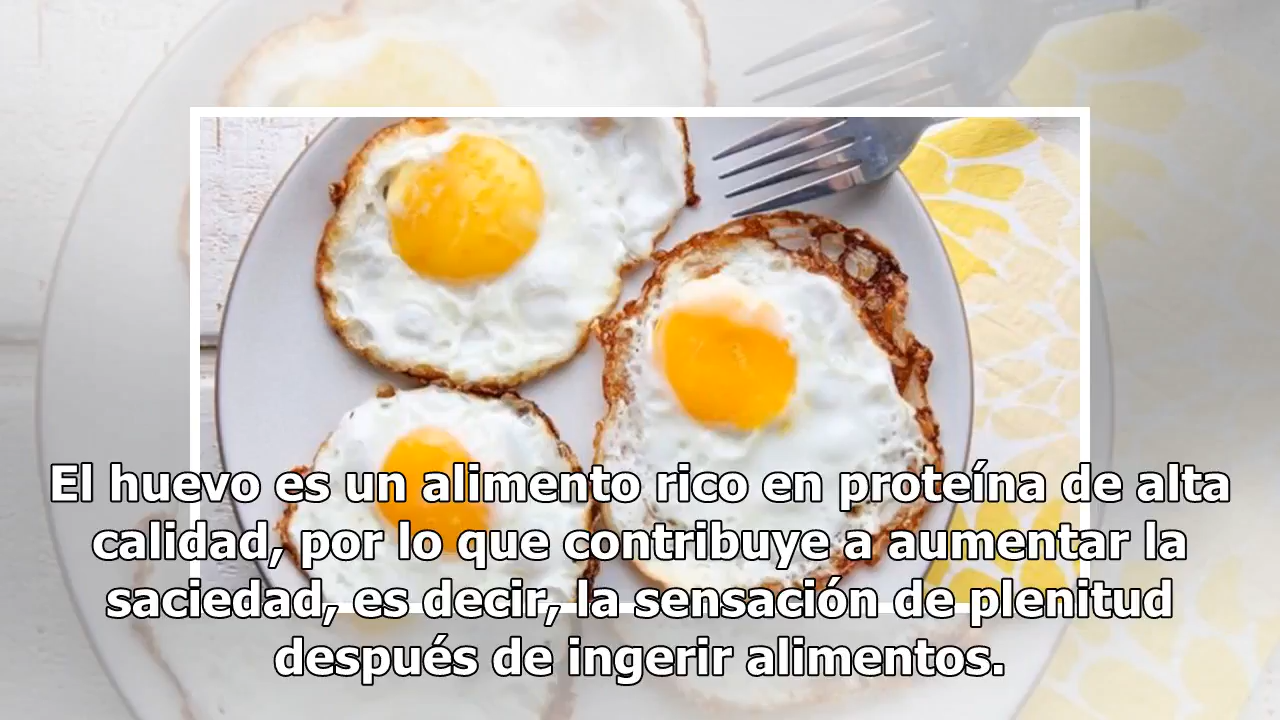 El huevo es un alimento rico en proteína de alta
calidad, por lo que contribuye a aumentar la
saciedad, es decir, la sensación de plenitud
después de ingerir alimentos.